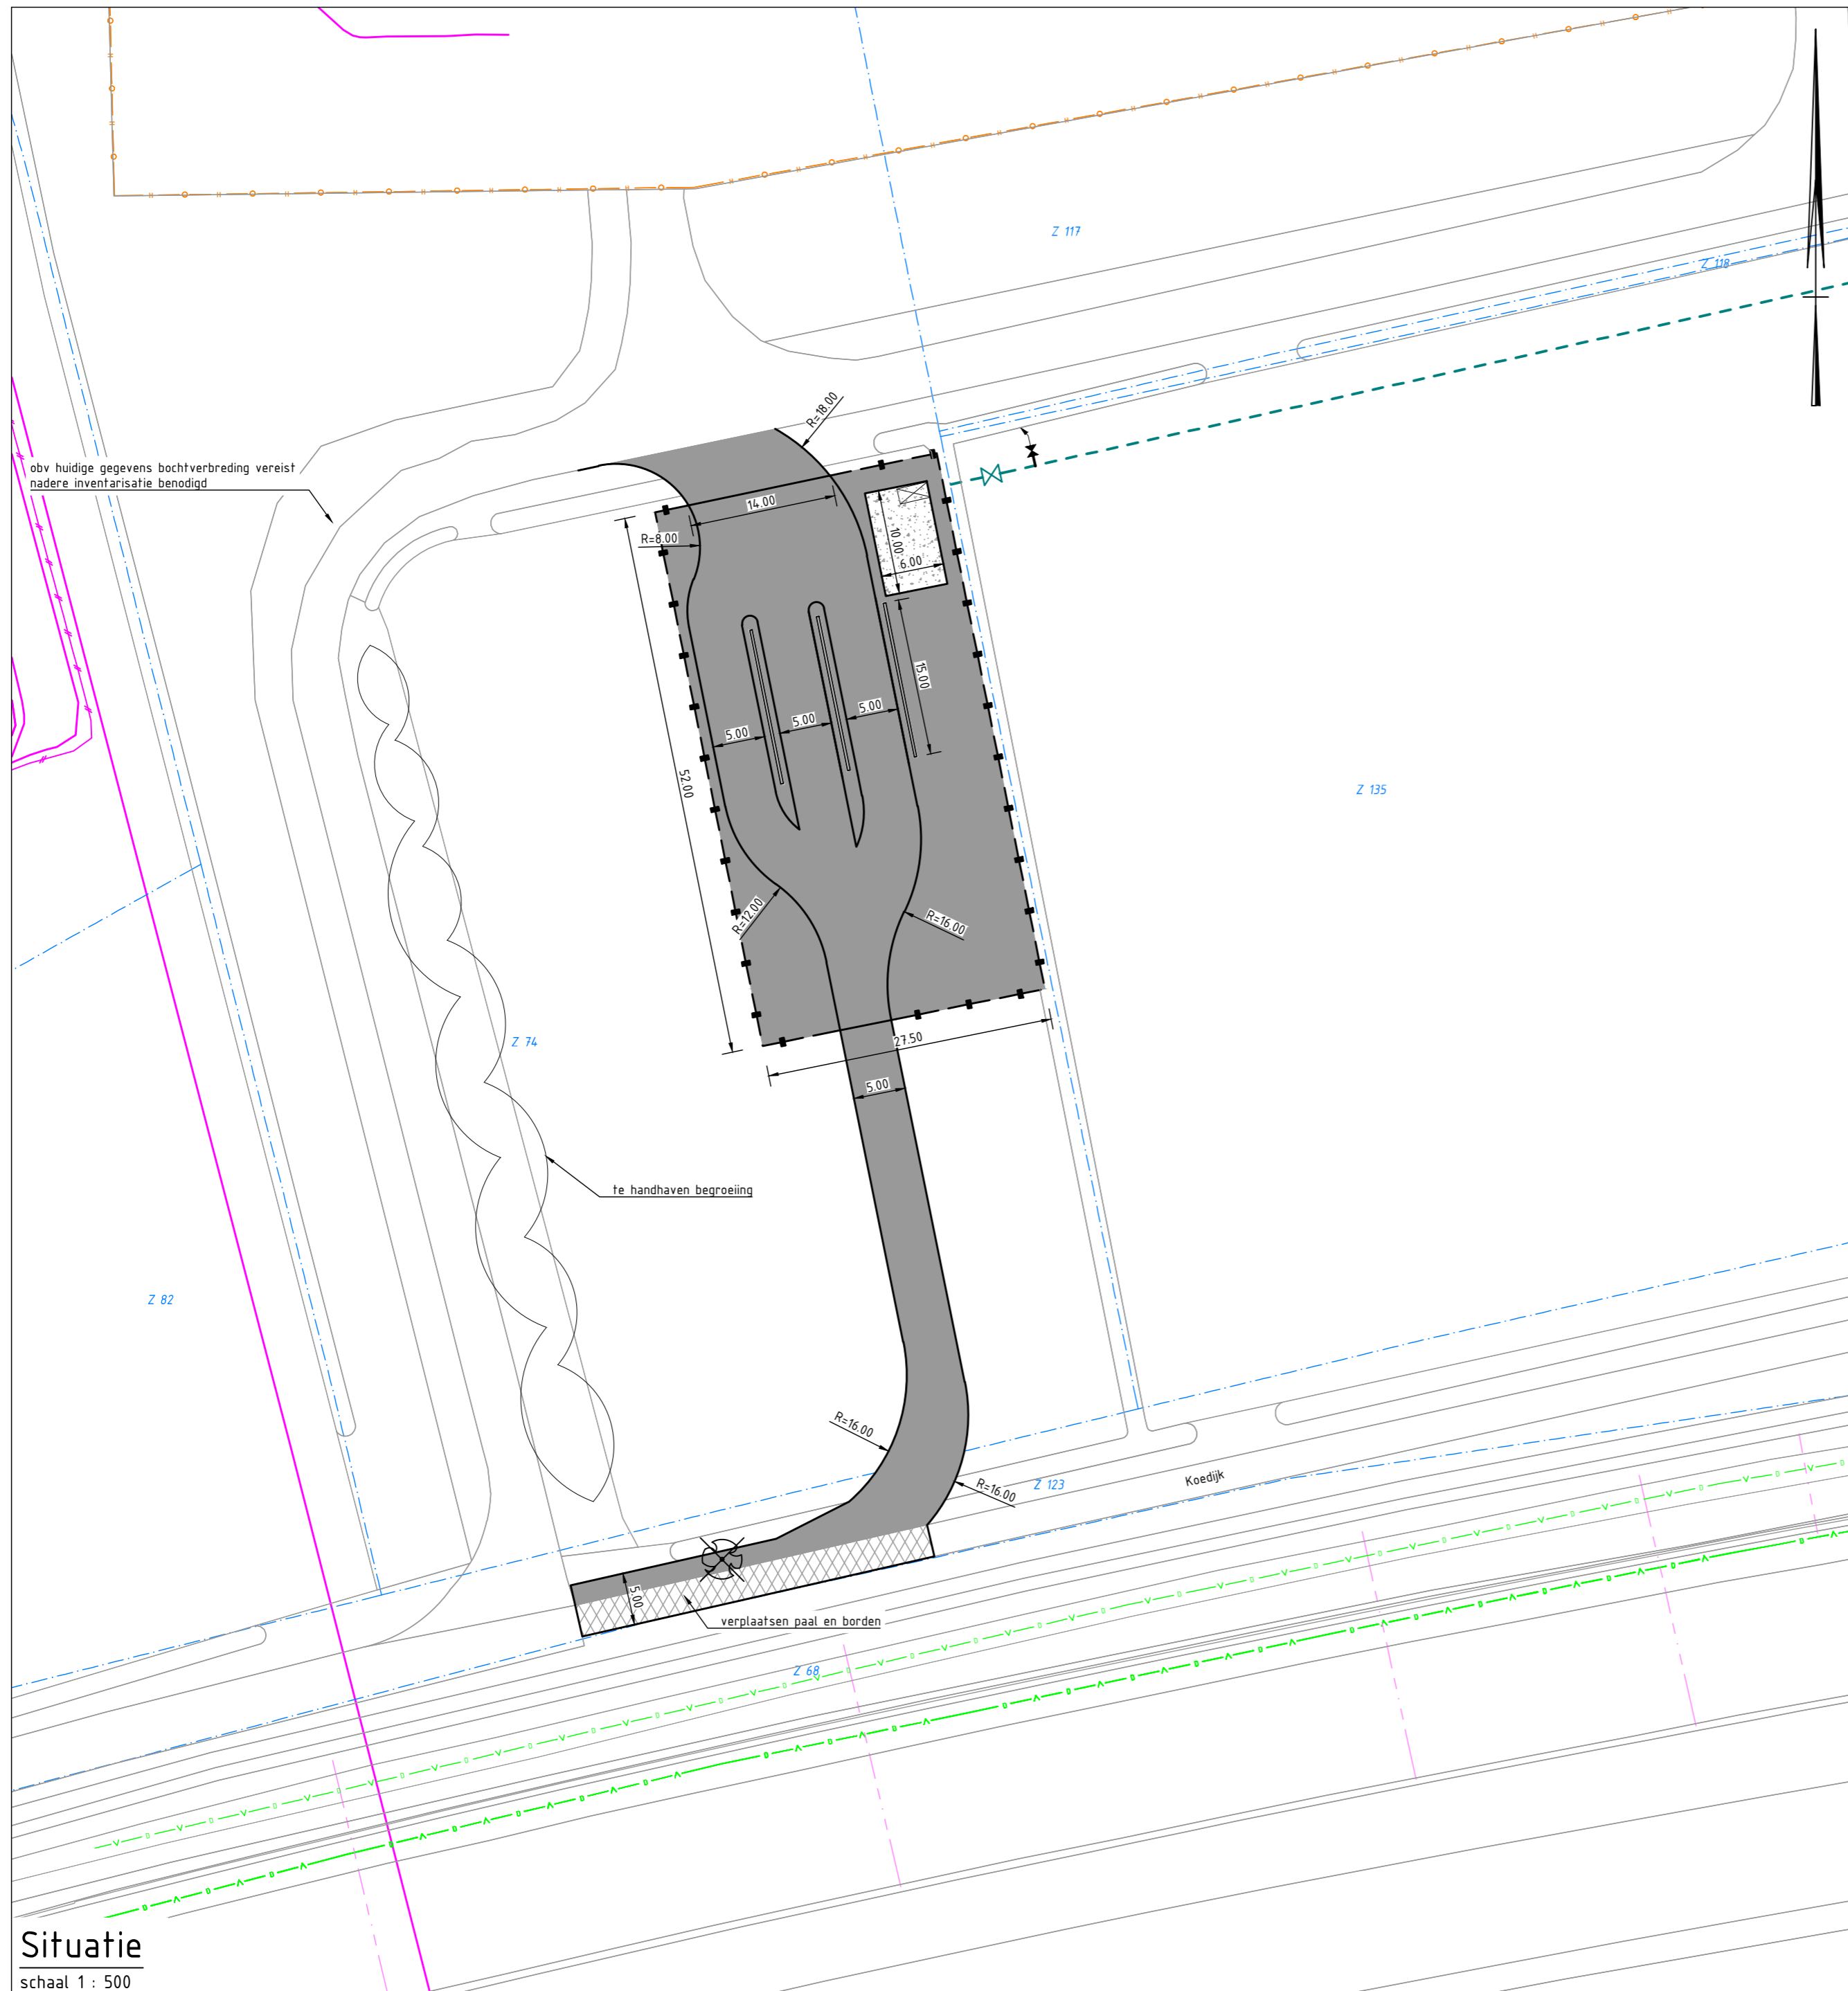 Z 117
Z 118
R=18.00
obv huidige gegevens bochtverbreding vereist
nadere inventarisatie benodigd
14.00
R=8.00
10.00
6.00
15.00
5.00
5.00
5.00
52.00
Z 135
R=12.00
R=16.00
Z 74
27.50
5.00
te handhaven begroeiing
Z 82
R=16.00
Koedijk
Z 123
R=16.00
5.00
verplaatsen paal en borden
Z 68
Situatie
schaal 1 : 500